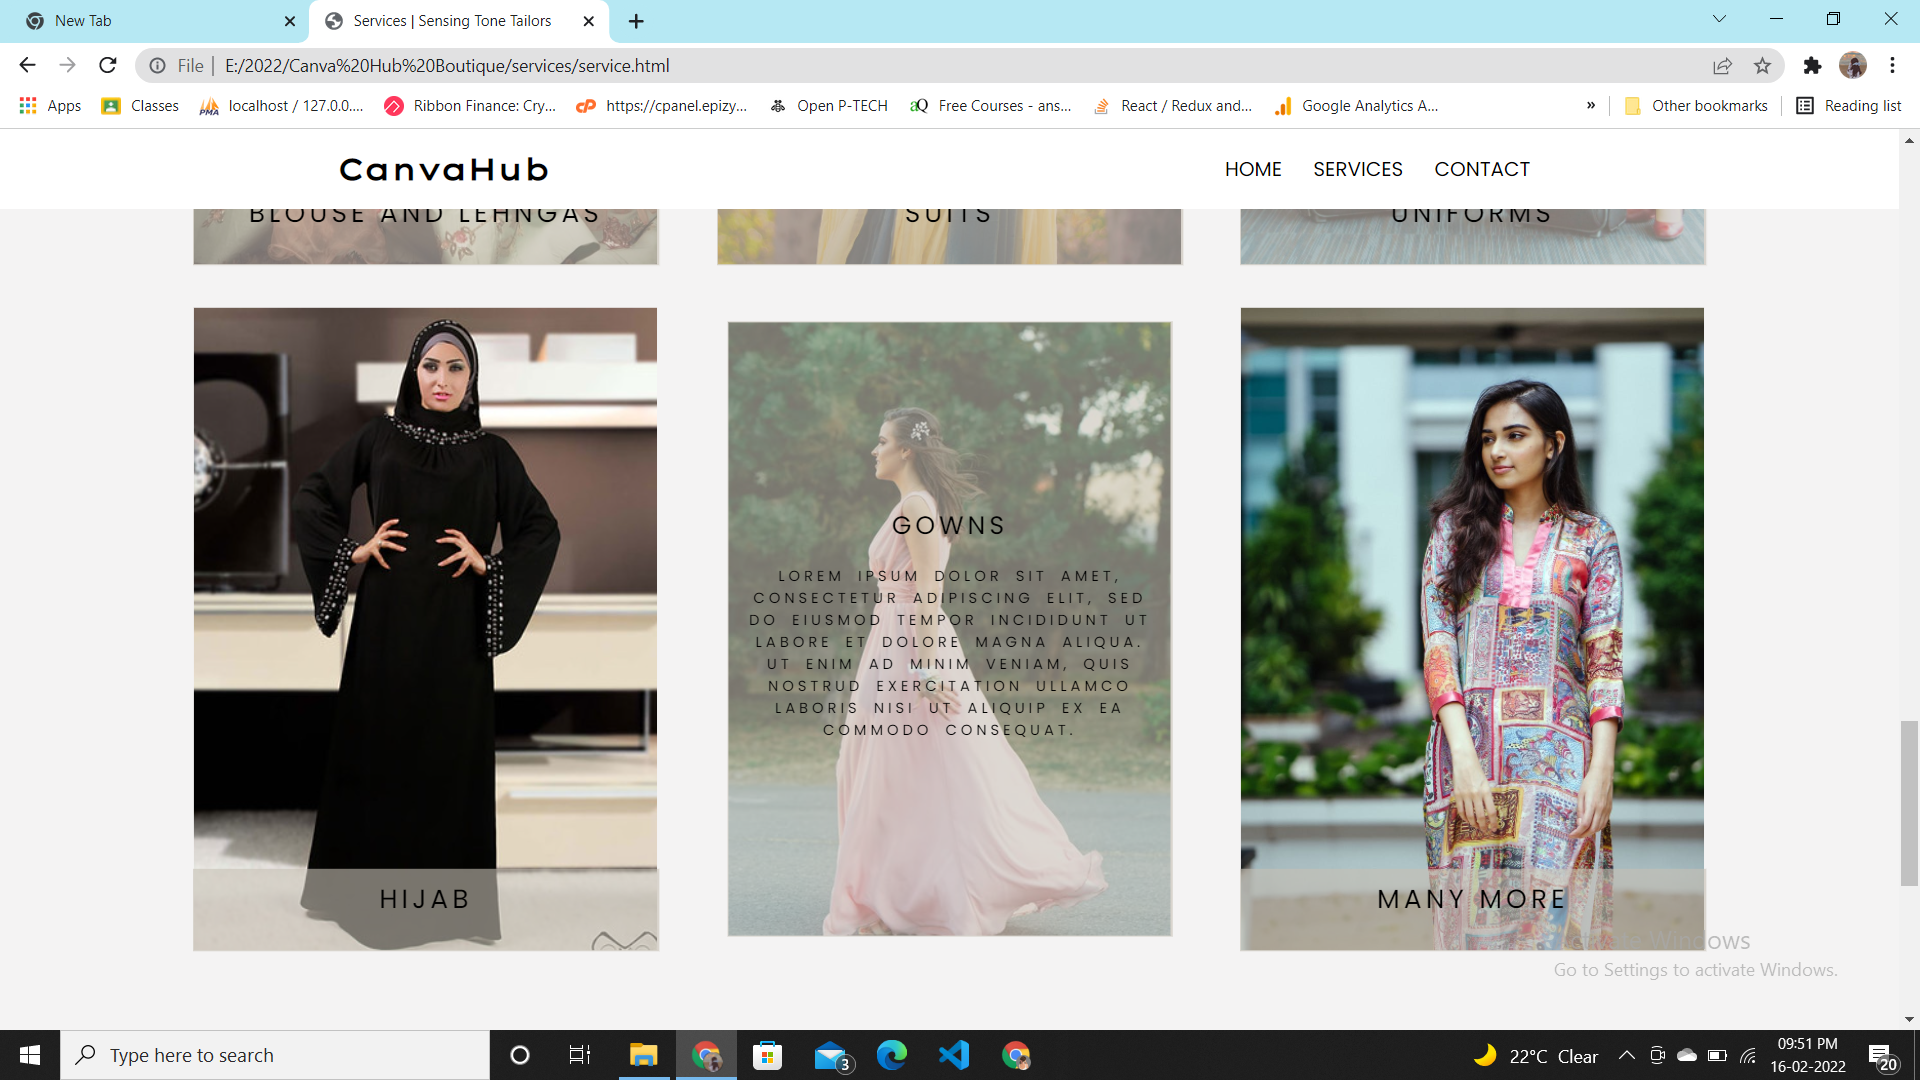 New Tab
Services | Sensing Tone Tailors
File
E:/2022/Canva%20Hub%20Boutique/services/service.html
Apps
Classes
localhost / 127.0.0....
Ribbon Finance: Cry...
https://cpanel.epizy...
Open P-TECH
Free Courses - ans...
React / Redux and...
Google Analytics A...
»
Other bookmarks
Reading list
CanvaHub
HOME
SERVICES
CONTACT
BLOUSE AND LEHNGAS
SUITS
UNIFORMS
GOWNS
LOREM IPSUM DOLOR SIT AMET,
CONSECTETUR ADIPISCING ELIT, SED
DO EIUSMOD TEMPOR INCIDIDUNT UT
LABORE ET DOLORE MAGNA ALIQUA.
UT ENIM AD MINIM VENIAM, QUIS
NOSTRUD EXERCITATION ULLAMCO
LABORIS NISI UT ALIQUIP EX EA
COMMODO CONSEQUAT.
HIJAB
MANY MORE
Windows
Go to Settings to activate Windows.
Type here to search
3
22°C Clear
09:51 PM
16-02-2022
20